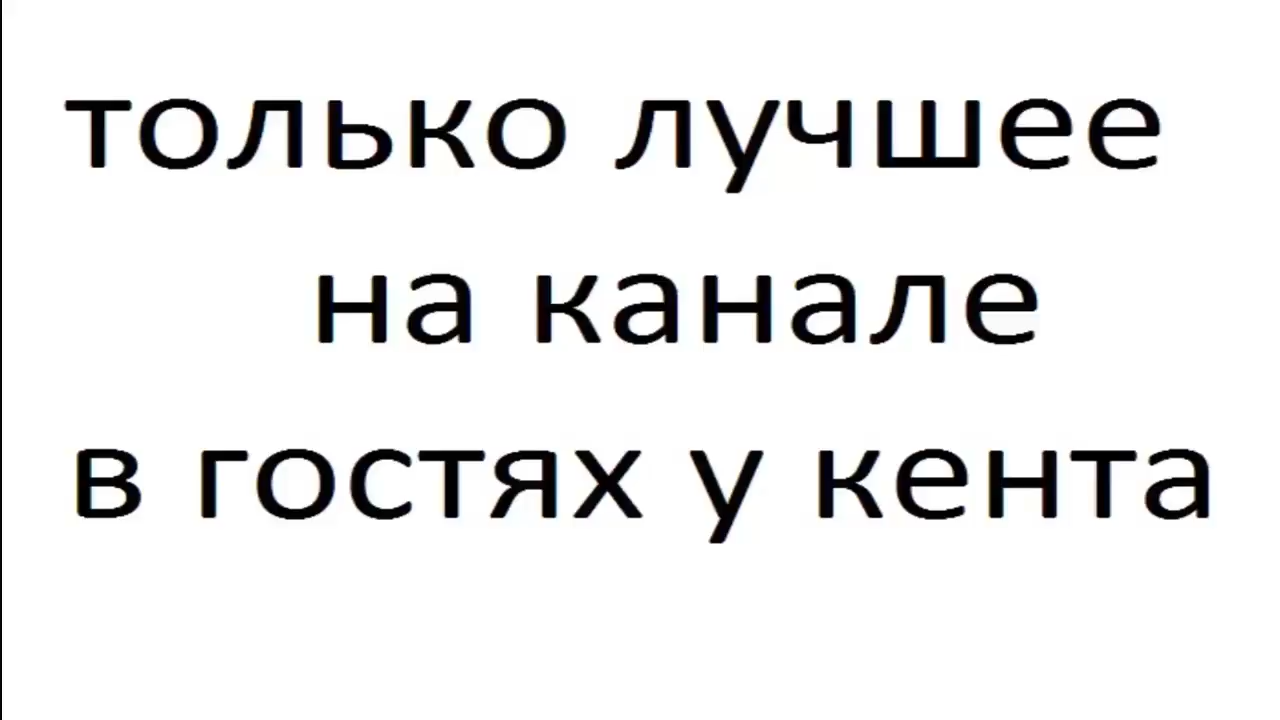 только лучшее
на канале
в гостях у кента